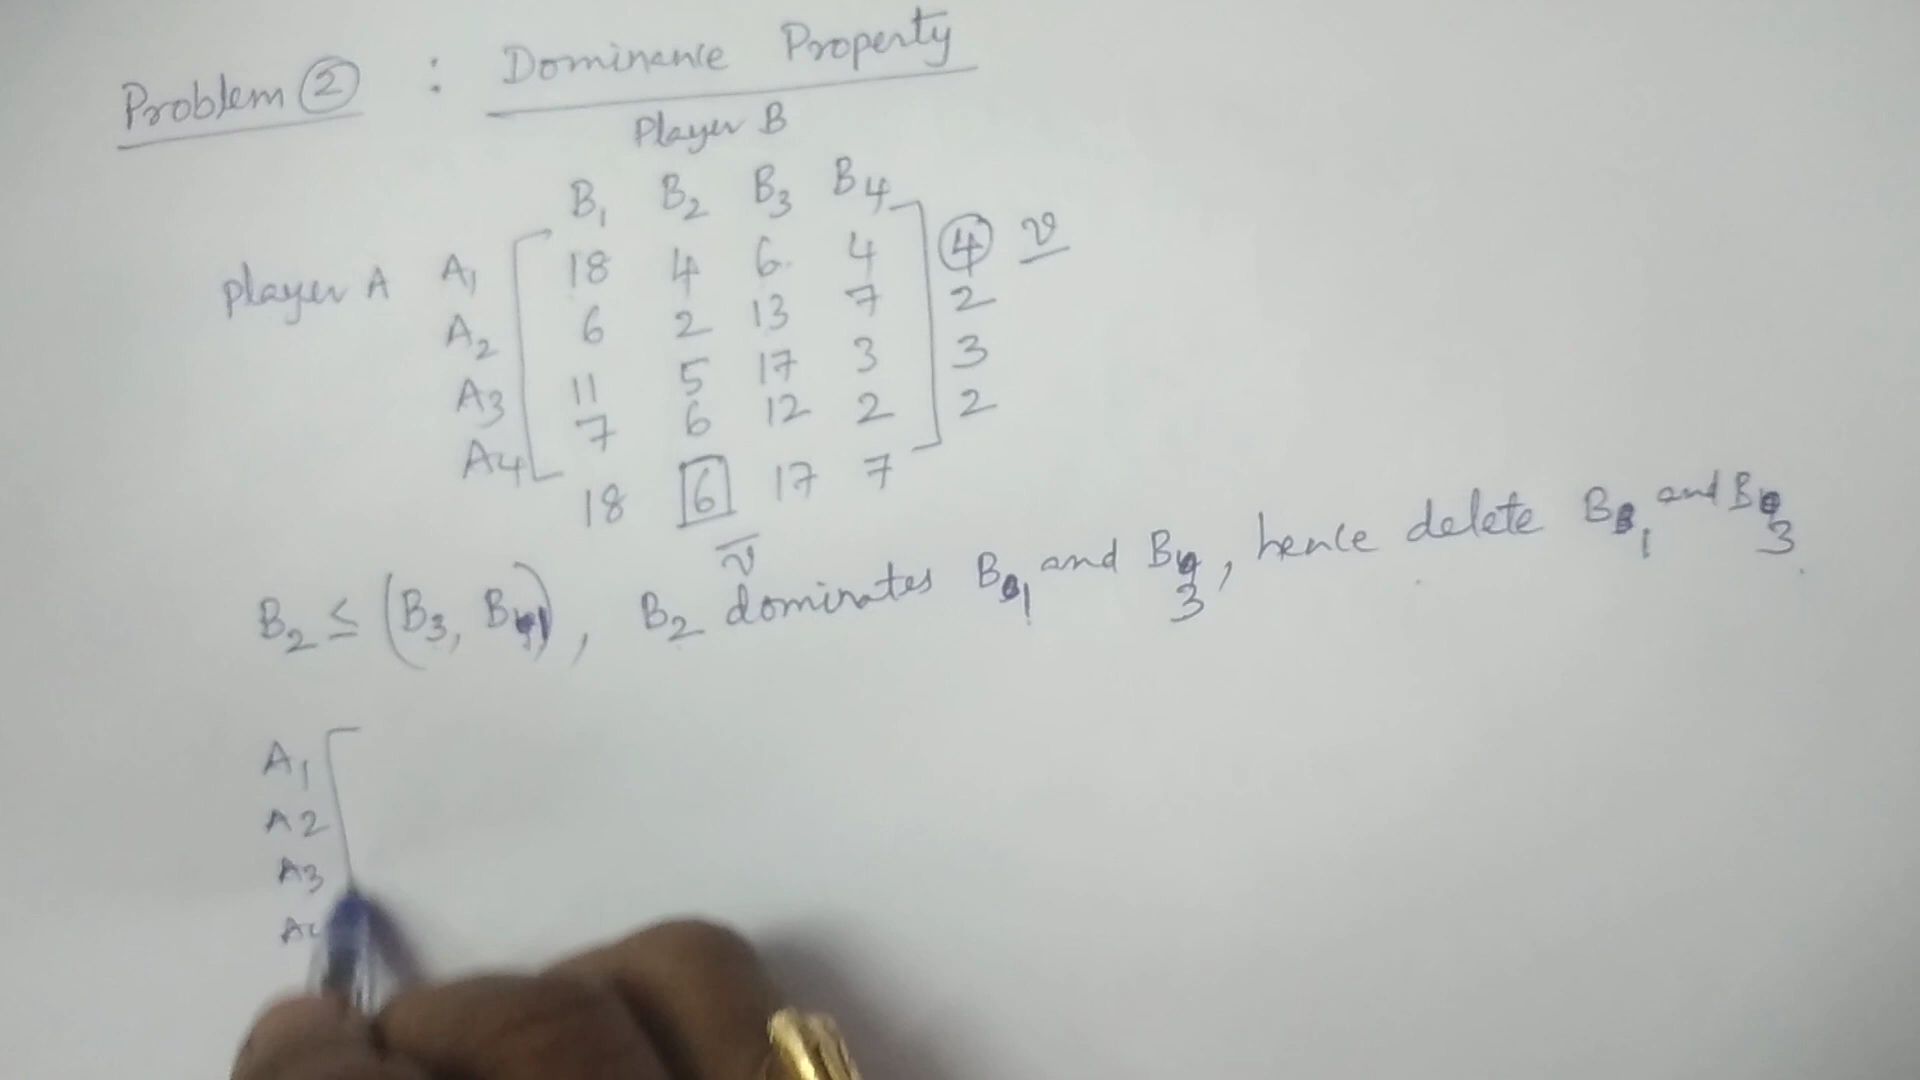 Problem ② : Dominance Property
Player B
B₁ B₂ B₃ B₄
Player A A₁ 18 4 6 4 ④ v
A₂ 6 2 13 7 2
A₃ 11 5 17 3 3
A₄ 7 6 12 2 2
18 6 17 7
v
B₂ ≤ (B₃, B₁), B₂ dominates B₁ and B₃, hence delete B₁ and B₃.
A₁
A₂
A₃
A₄